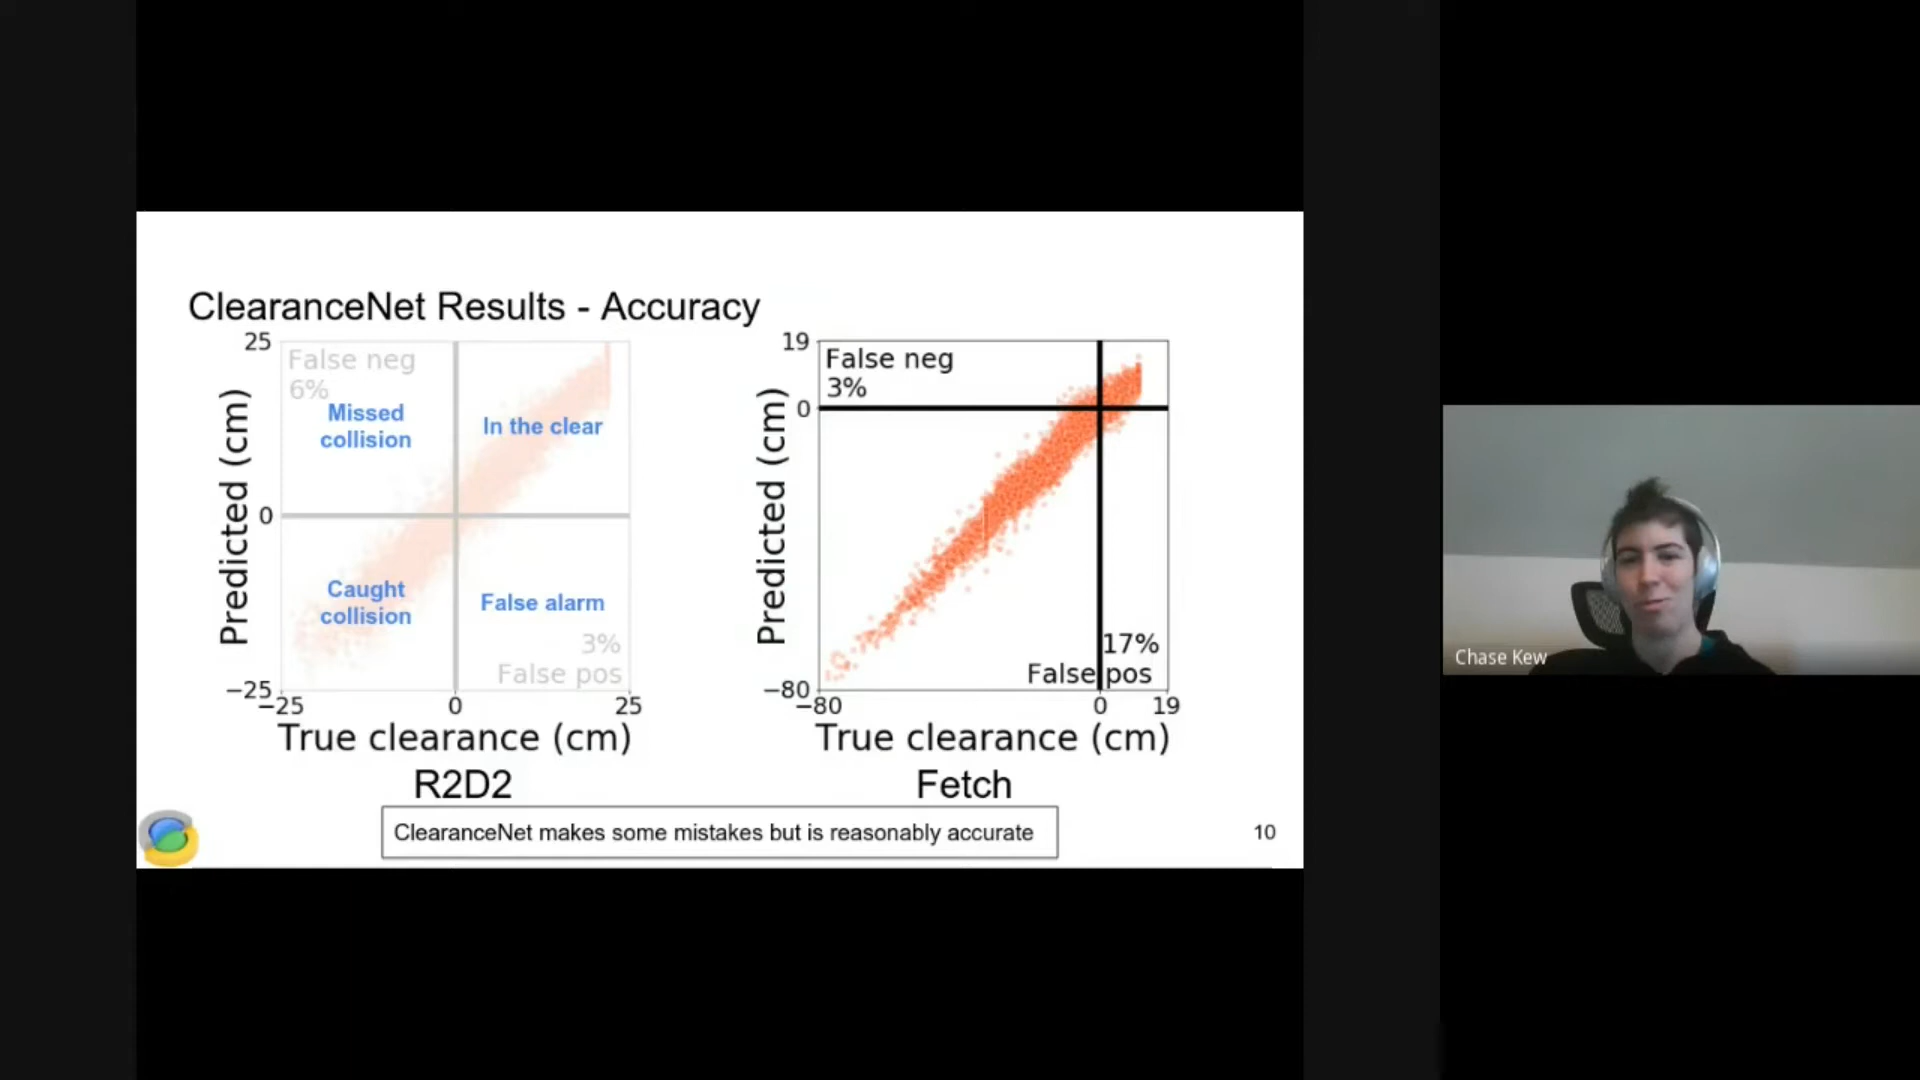 ClearanceNet Results - Accuracy
25
False neg
6%
Missed
collision
In the clear
0
Caught
collision
False alarm
3%
False pos
−25
−25
0
25
Predicted (cm)
True clearance (cm)
R2D2
19
False neg
3%
0
17%
False pos
−80
−80
0
19
Predicted (cm)
True clearance (cm)
Fetch
ClearanceNet makes some mistakes but is reasonably accurate
10
Chase Kew